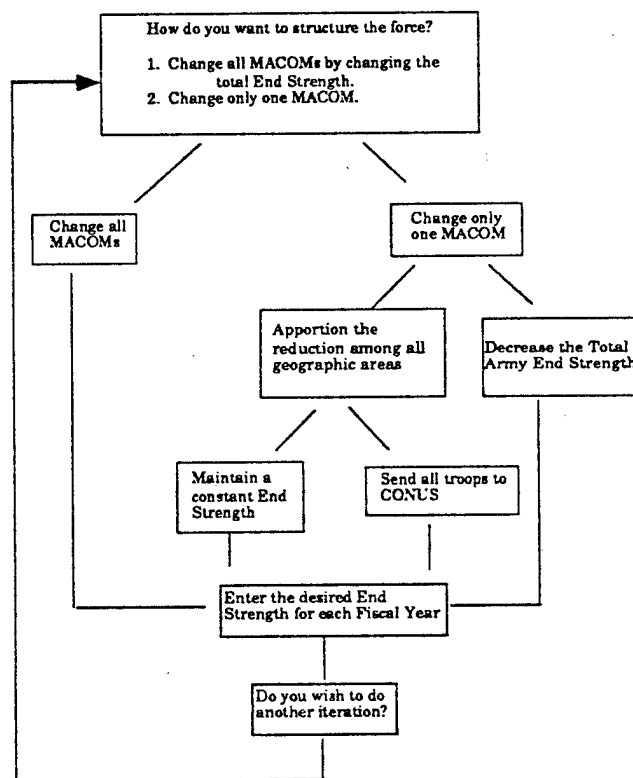 How do you want to structure the force?
1. Change all MACOMs by changing the
total End Strength.
2. Change only one MACOM.
Change all
MACOMs
Change only
one MACOM
Apportion the
reduction among all
geographic areas
Decrease the Total
Army End Strength
Maintain a
constant End
Strength
Send all troops to
CONUS
Enter the desired End
Strength for each Fiscal Year
Do you wish to do
another iteration?